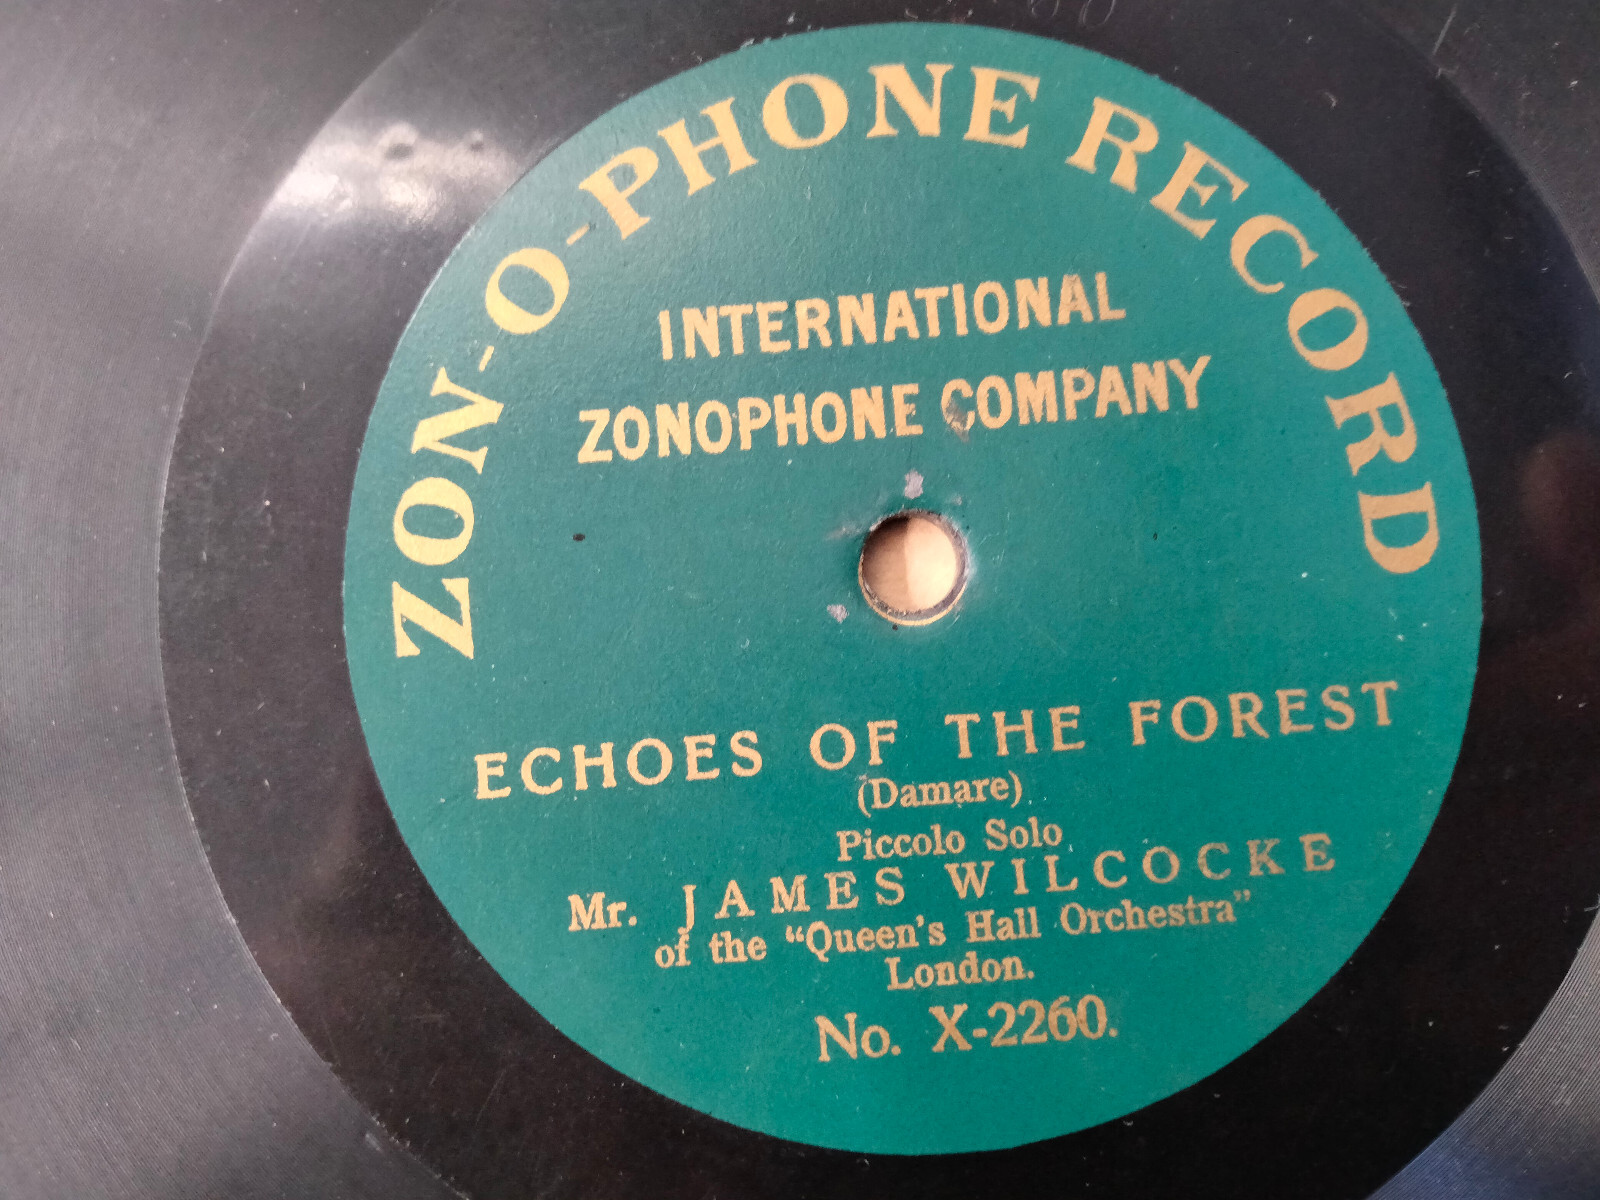 ZON-O-PHONE RECORD
INTERNATIONAL
ZONOPHONE COMPANY
ECHOES OF THE FOREST
(Damare)
Piccolo Solo
Mr. JAMES WILCOCKE
of the "Queen's Hall Orchestra"
London.
No. X-2260.